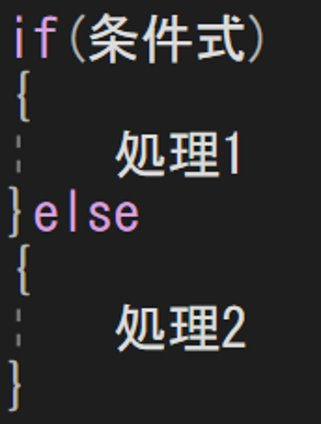 if(条件式)
{
    処理1
}else
{
    処理2
}